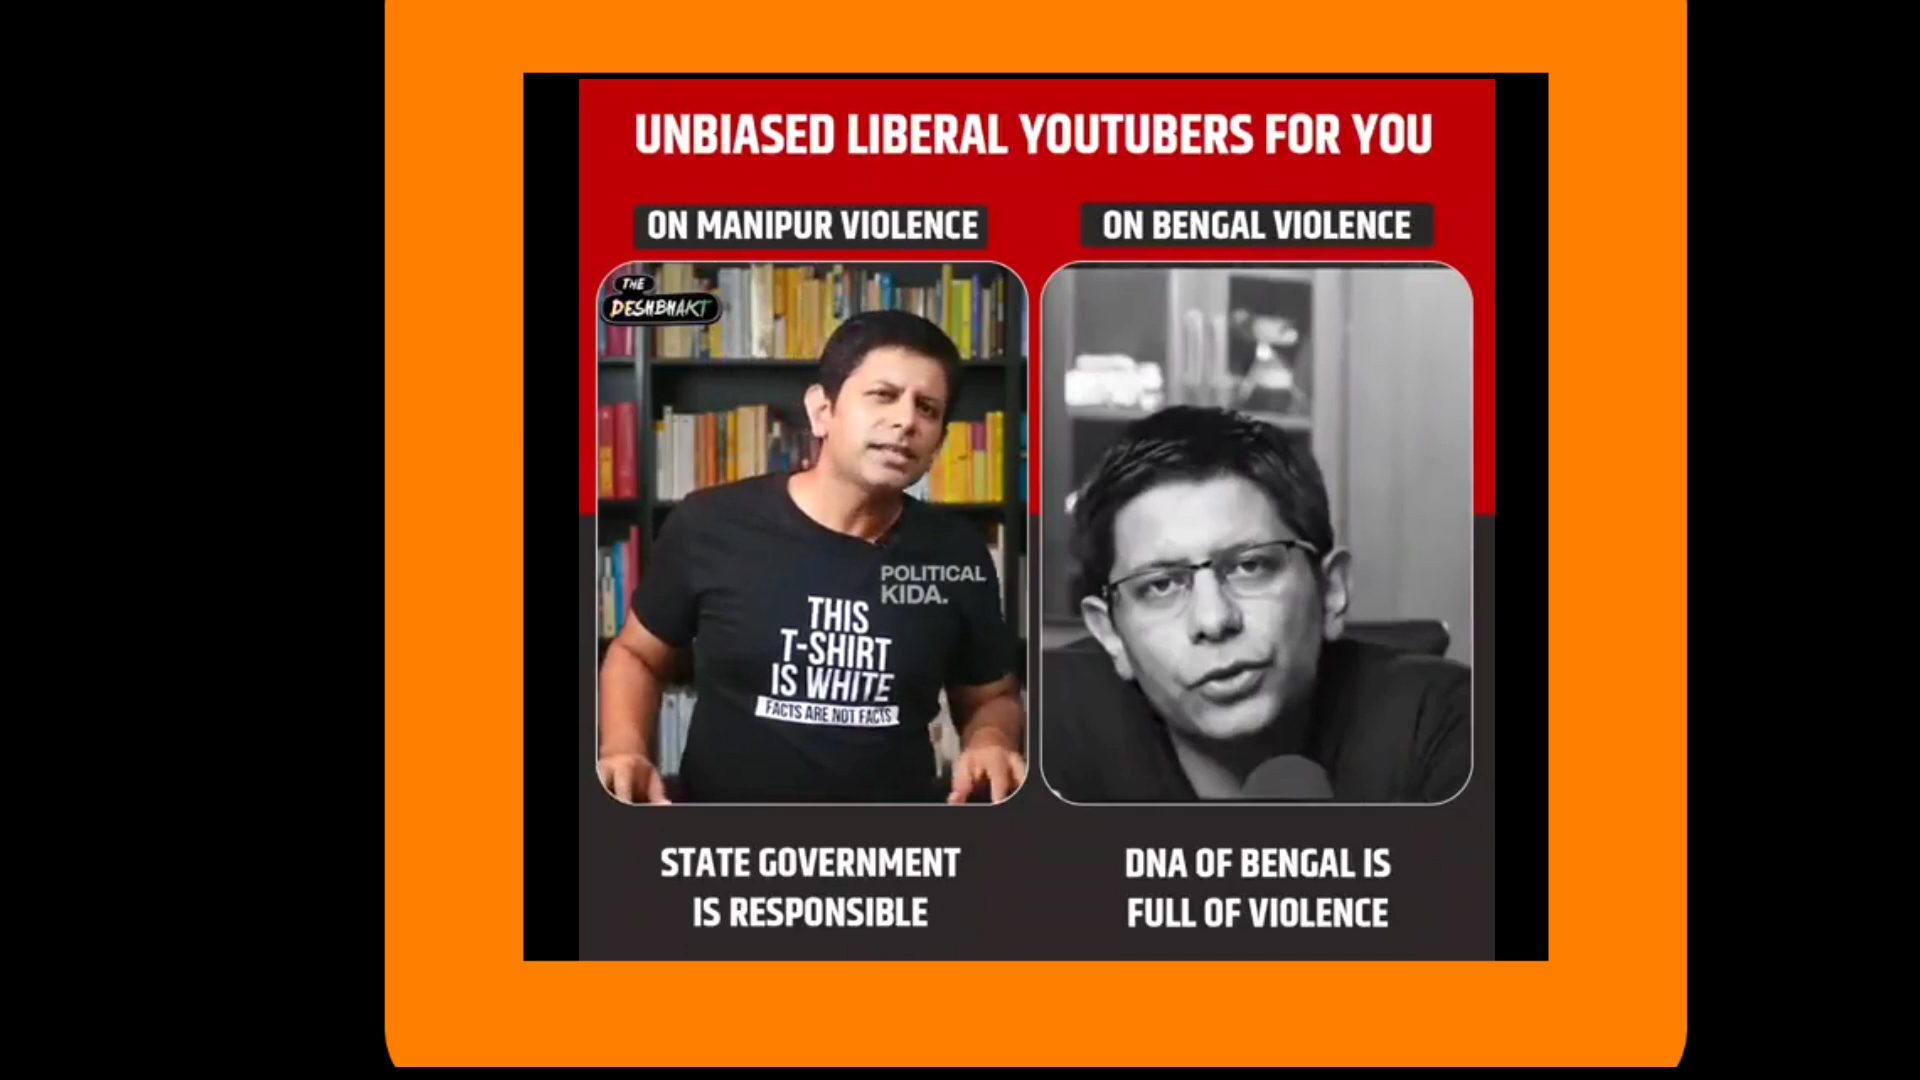 UNBIASED LIBERAL YOUTUBERS FOR YOU
ON MANIPUR VIOLENCE
ON BENGAL VIOLENCE
THE
DESHBHAKT
POLITICAL
KIDA.
THIS
T-SHIRT
IS WHITE
FACTS ARE NOT FACTS
STATE GOVERNMENT
IS RESPONSIBLE
DNA OF BENGAL IS
FULL OF VIOLENCE